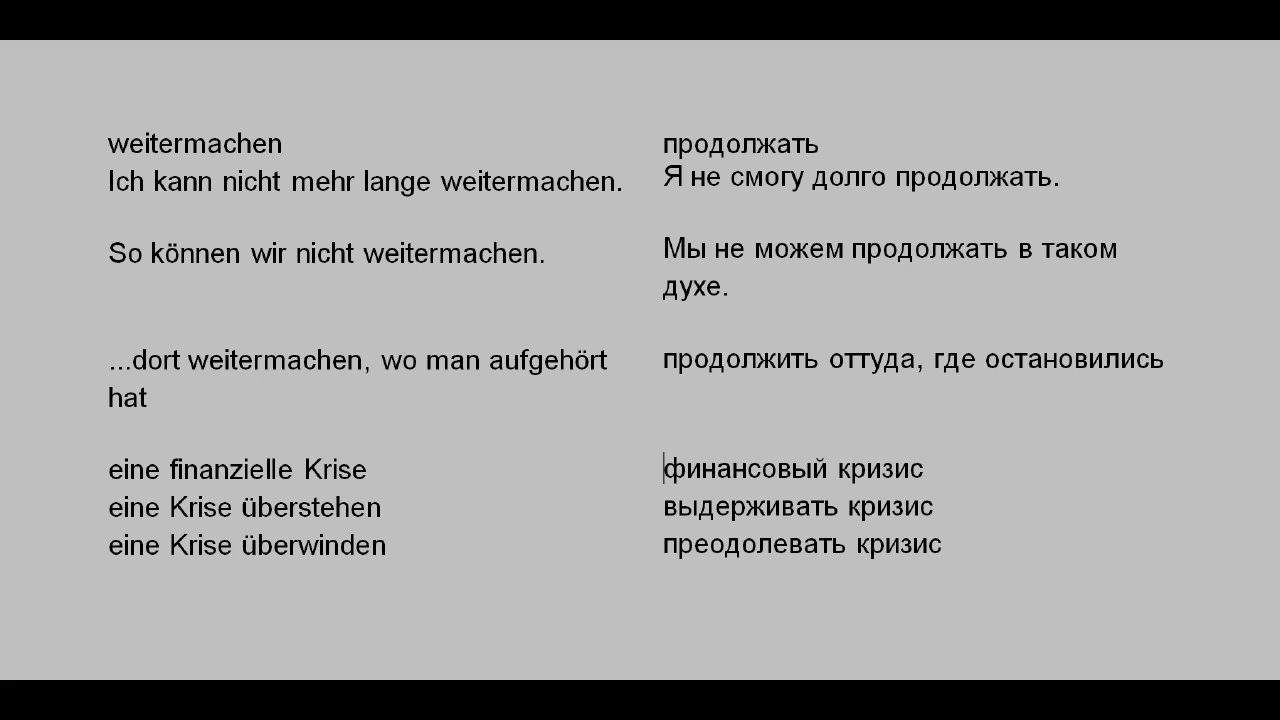 weitermachen
Ich kann nicht mehr lange weitermachen.
So können wir nicht weitermachen.
...dort weitermachen, wo man aufgehört
hat
eine finanzielle Krise
eine Krise überstehen
eine Krise überwinden
продолжать
Я не смогу долго продолжать.
Мы не можем продолжать в таком
духе.
продолжить оттуда, где остановились
финансовый кризис
выдерживать кризис
преодолевать кризис